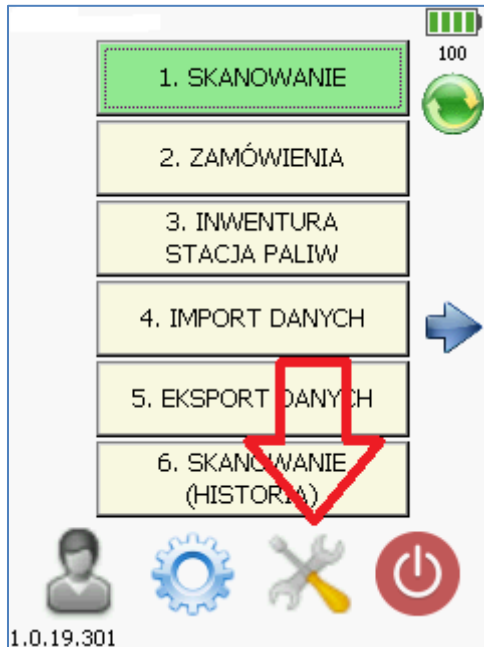 100
1. SKANOWANIE
2. ZAMÓWIENIA
3. INWENTURA
STACJA PALIW
4. IMPORT DANYCH
5. EKSPORT DANYCH
6. SKANOWANIE
(HISTORIA)
1.0.19.301